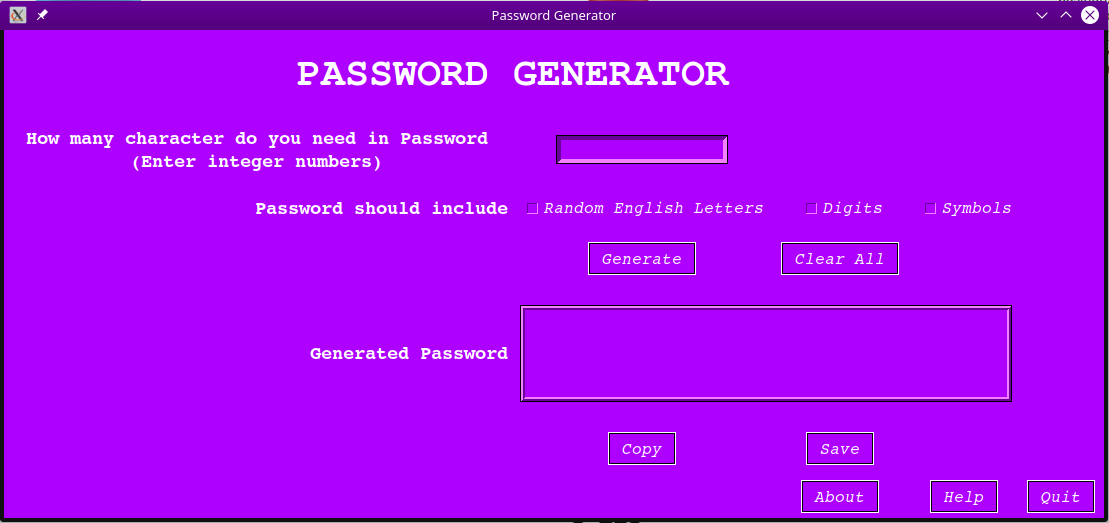 Password Generator
PASSWORD GENERATOR
How many character do you need in Password
(Enter integer numbers)
Password should include
Random English Letters
Digits
Symbols
Generate
Clear All
Generated Password
Copy
Save
About
Help
Quit